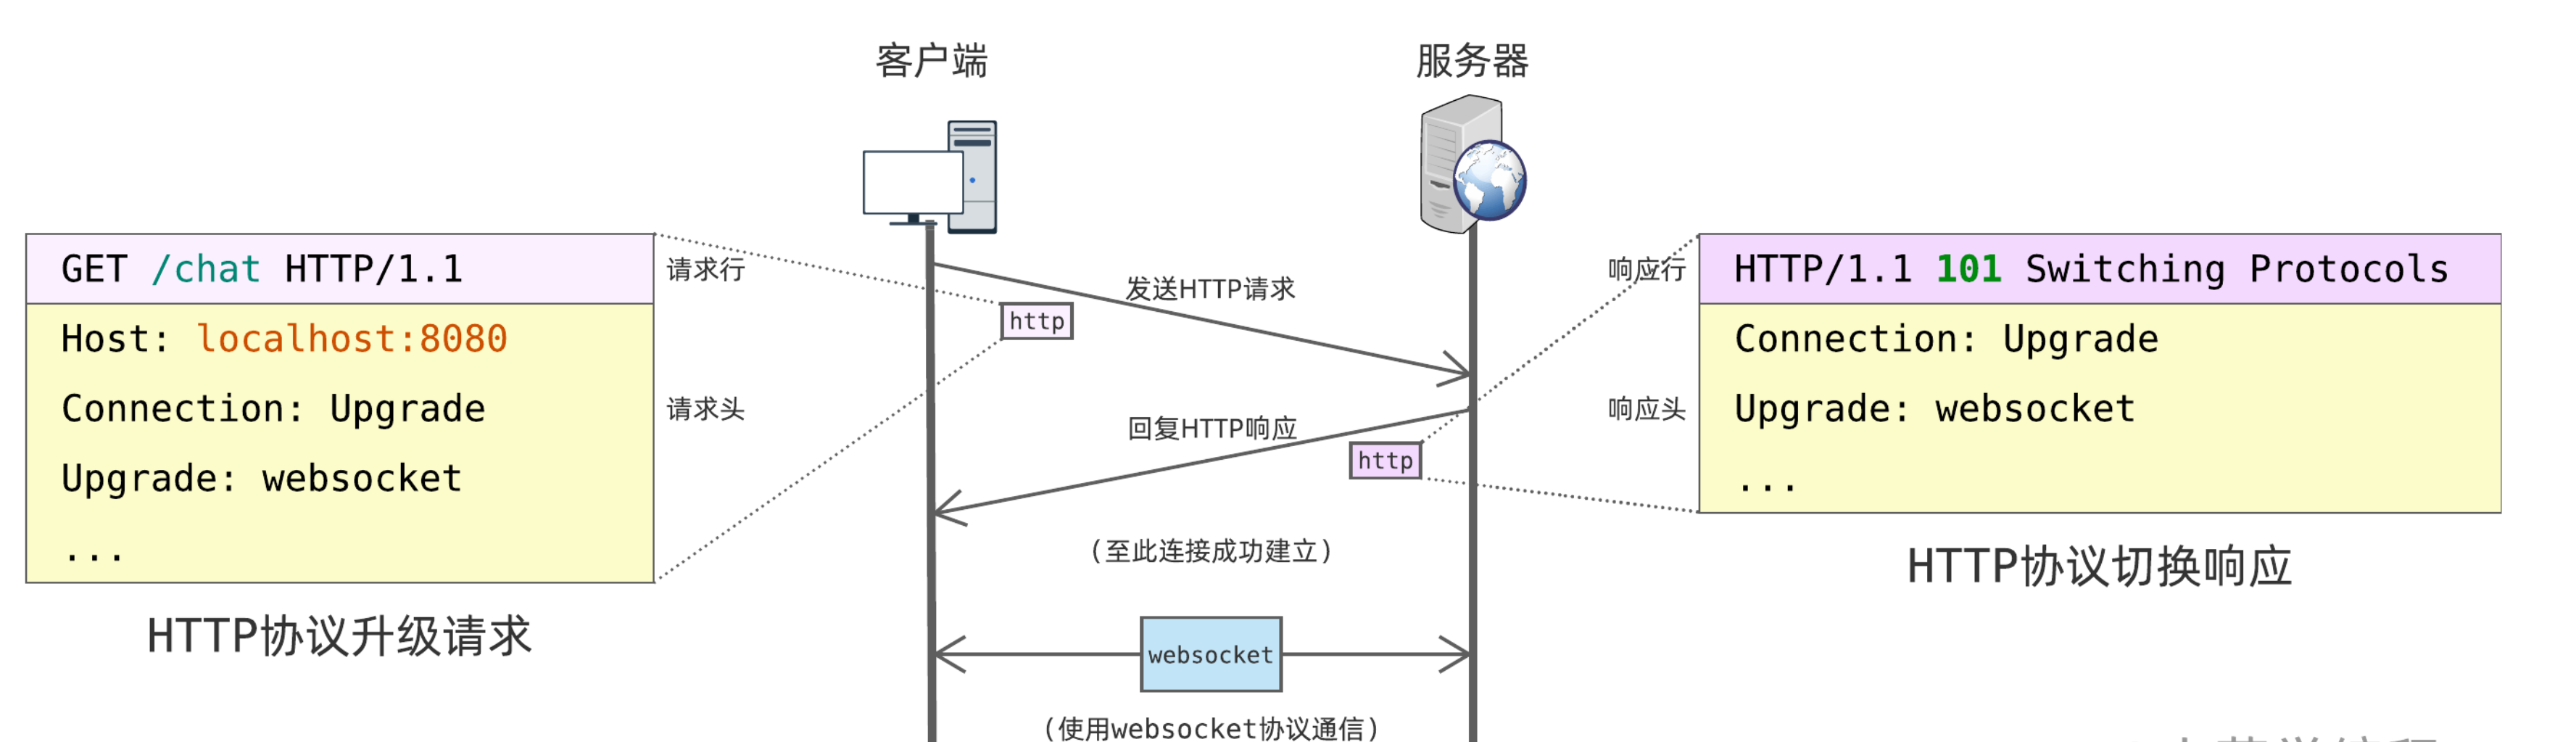 客户端
服务器
GET /chat HTTP/1.1
请求行
Host: localhost:8080
Connection: Upgrade
请求头
Upgrade: websocket
...
HTTP协议升级请求
发送HTTP请求
http
回复HTTP响应
http
(至此连接成功建立)
websocket
(使用websocket协议通信)
响应行
HTTP/1.1 101 Switching Protocols
Connection: Upgrade
响应头
Upgrade: websocket
...
HTTP协议切换响应